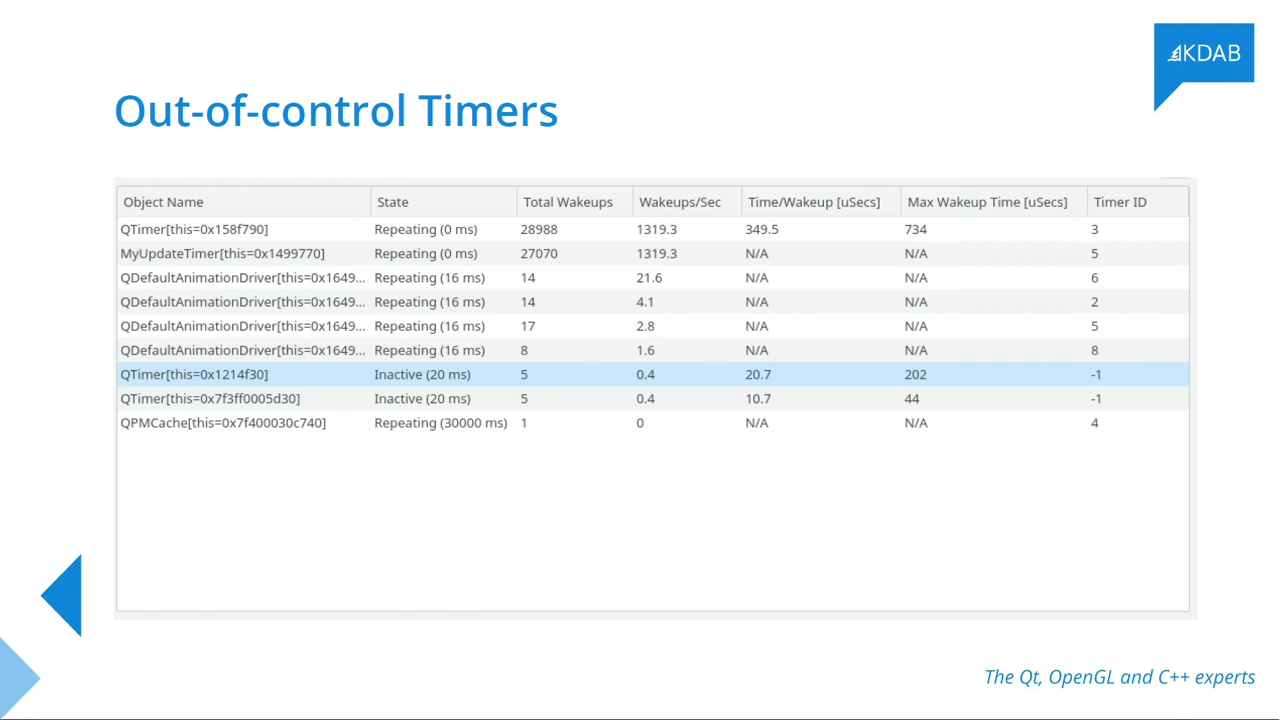 KDAB
Out-of-control Timers
Object Name State Total Wakeups Wakeups/Sec Time/Wakeup [uSecs] Max Wakeup Time [uSecs] Timer ID
QTimer[this=0x158f790] Repeating (0 ms) 28988 1319.3 349.5 734 3
MyUpdateTimer[this=0x1499770] Repeating (0 ms) 27070 1319.3 N/A N/A 5
QDefaultAnimationDriver[this=0x1649... Repeating (16 ms) 14 21.6 N/A N/A 6
QDefaultAnimationDriver[this=0x1649... Repeating (16 ms) 14 4.1 N/A N/A 2
QDefaultAnimationDriver[this=0x1649... Repeating (16 ms) 17 2.8 N/A N/A 5
QDefaultAnimationDriver[this=0x1649... Repeating (16 ms) 8 1.6 N/A N/A 8
QTimer[this=0x1214f30] Inactive (20 ms) 5 0.4 20.7 202 -1
QTimer[this=0x7f3ff0005d30] Inactive (20 ms) 5 0.4 10.7 44 -1
QPMCache[this=0x7f400030c740] Repeating (30000 ms) 1 0 N/A N/A 4
The Qt, OpenGL and C++ experts